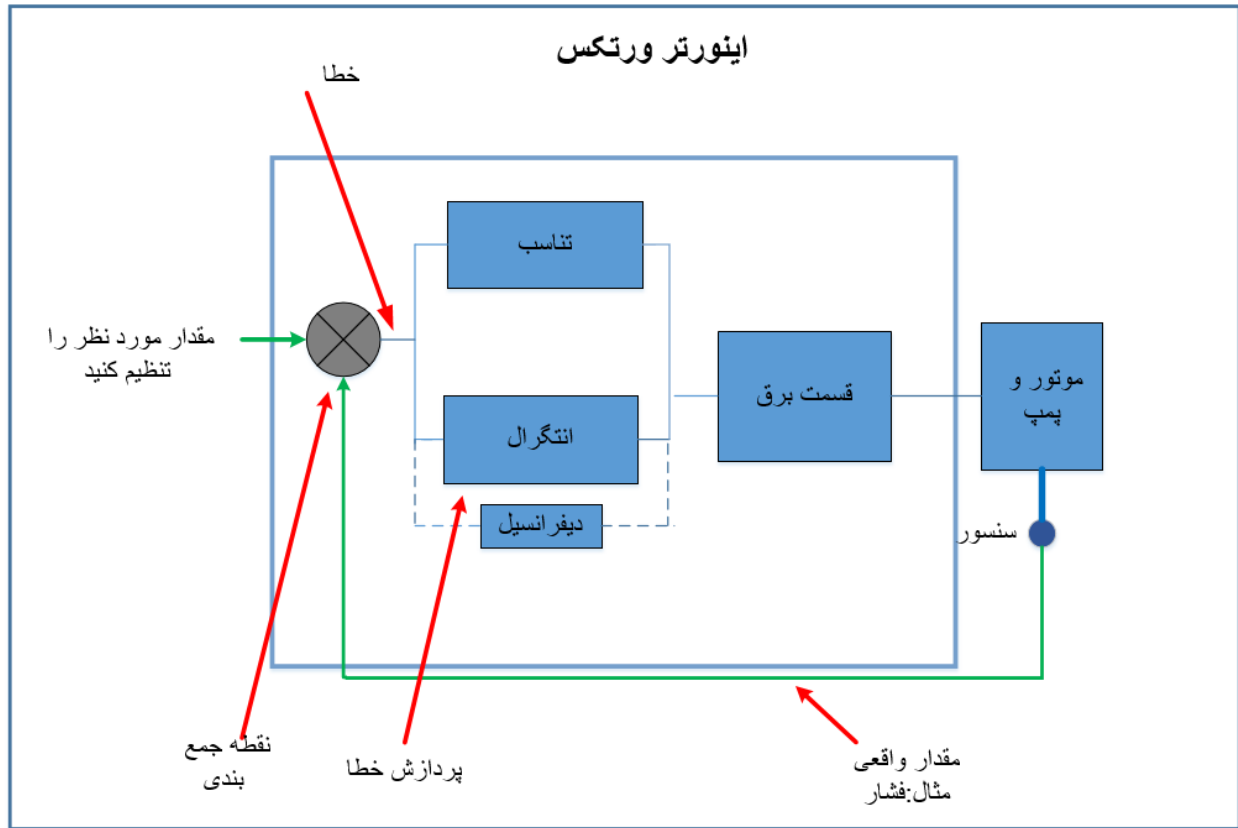 اینورتر ورتکس
خطا
تناسب
مقدار مورد نظر را
تنظیم کنید
قسمت برق
موتور و
پمپ
انتگرال
دیفرانسیل
سنسور
نقطه جمع
بندی
پردازش خطا
مقدار واقعی
مثال:فشار